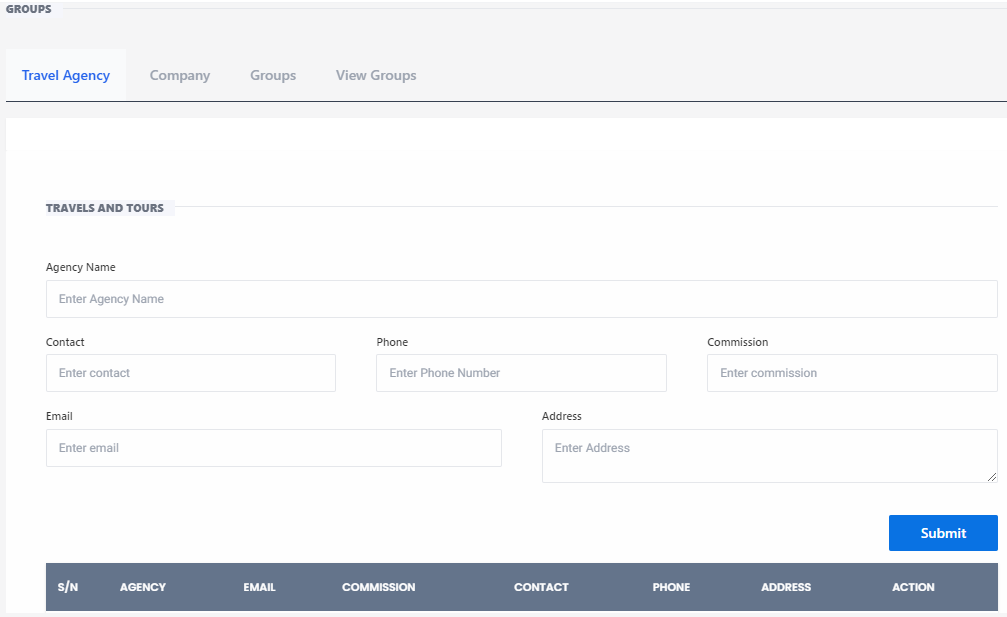 GROUPS
Travel Agency Company Groups View Groups
TRAVELS AND TOURS
Agency Name
Enter Agency Name
Contact Phone Commission
Enter contact Enter Phone Number Enter commission
Email Address
Enter email Enter Address
Submit
S/N AGENCY EMAIL COMMISSION CONTACT PHONE ADDRESS ACTION